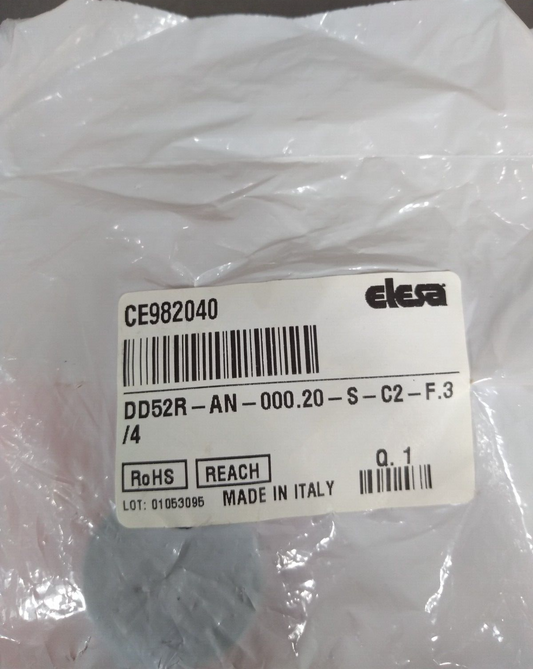 CE982040
elesa
DD52R-AN-000.20-S-C2-F.3
/4
RoHS REACH
Q. 1
LOT: 01053095 MADE IN ITALY